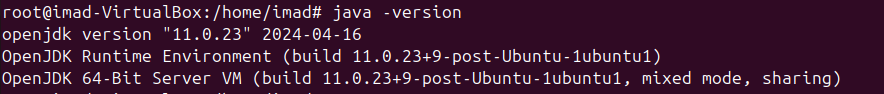 root@imad-VirtualBox:/home/imad# java -version
openjdk version "11.0.23" 2024-04-16
OpenJDK Runtime Environment (build 11.0.23+9-post-Ubuntu-1ubuntu1)
OpenJDK 64-Bit Server VM (build 11.0.23+9-post-Ubuntu-1ubuntu1, mixed mode, sharing)